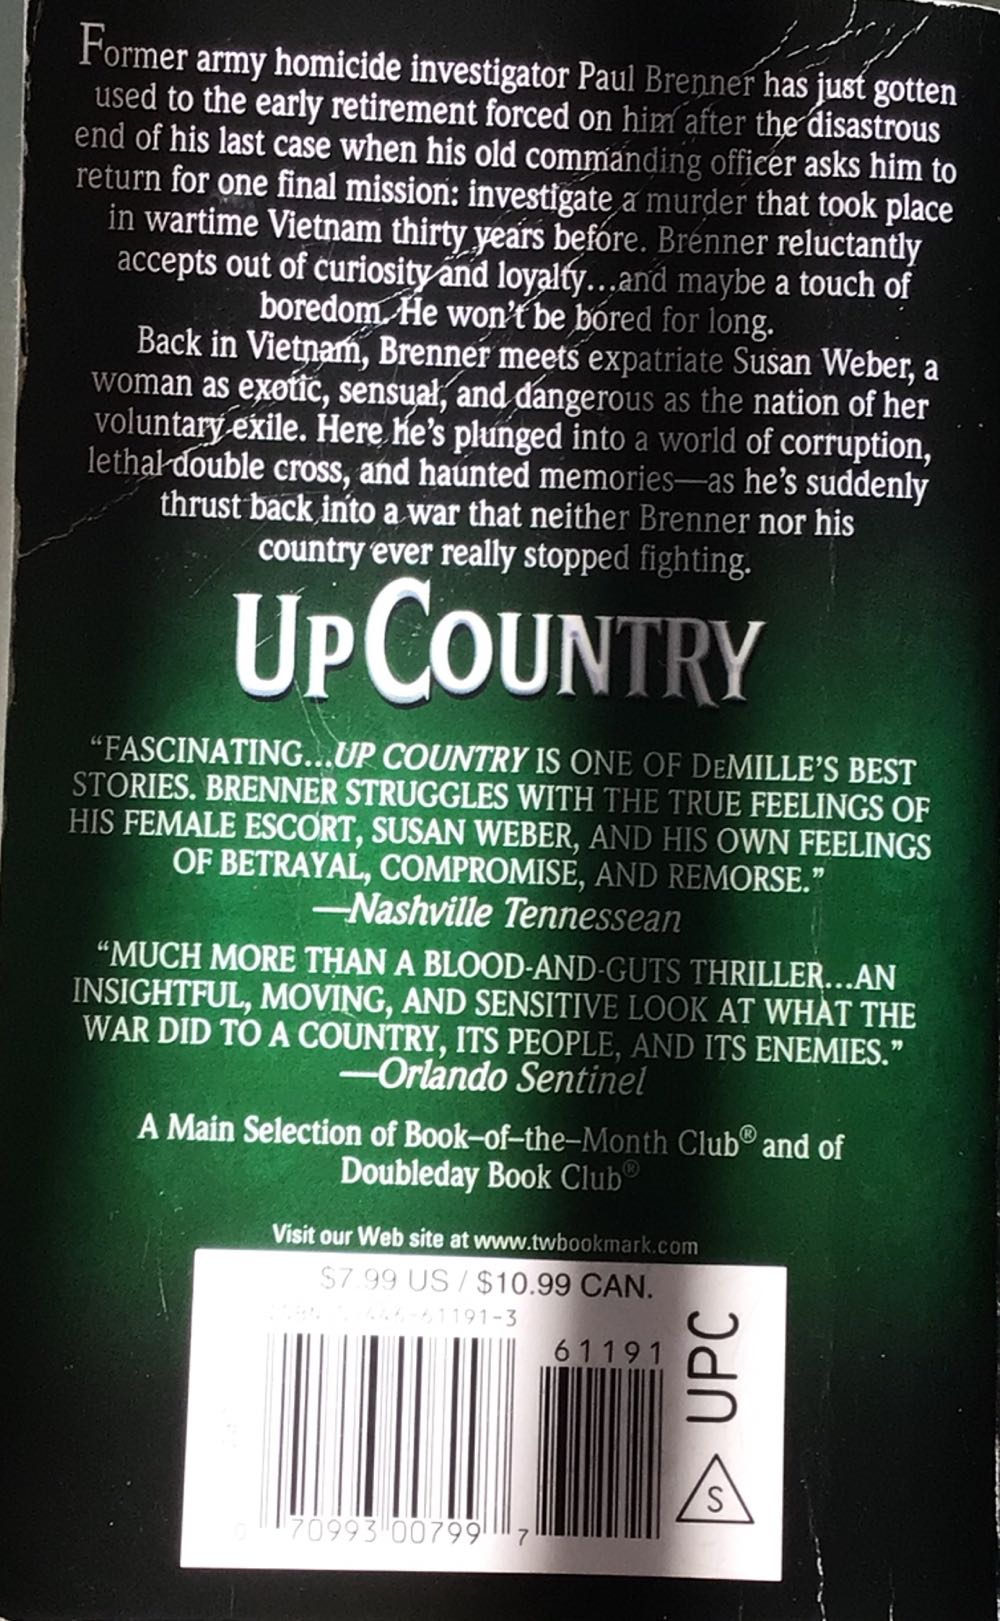 Former army homicide investigator Paul Brenner has just gotten
used to the early retirement forced on him after the disastrous
end of his last case when his old commanding officer asks him to
return for one final mission: investigate a murder that took place
in wartime Vietnam thirty years before. Brenner reluctantly
accepts out of curiosity and loyalty...and maybe a touch of
boredom. He won't be bored for long.
Back in Vietnam, Brenner meets expatriate Susan Weber, a
woman as exotic, sensual, and dangerous as the nation of her
voluntary exile. Here he's plunged into a world of corruption,
lethal double cross, and haunted memories—as he's suddenly
thrust back into a war that neither Brenner nor his
country ever really stopped fighting.
UP COUNTRY
“FASCINATING...UP COUNTRY IS ONE OF DEMILLE'S BEST
STORIES. BRENNER STRUGGLES WITH THE TRUE FEELINGS OF
HIS FEMALE ESCORT, SUSAN WEBER, AND HIS OWN FEELINGS
OF BETRAYAL, COMPROMISE, AND REMORSE.”
—Nashville Tennessean
“MUCH MORE THAN A BLOOD-AND-GUTS THRILLER...AN
INSIGHTFUL, MOVING, AND SENSITIVE LOOK AT WHAT THE
WAR DID TO A COUNTRY, ITS PEOPLE, AND ITS ENEMIES.”
—Orlando Sentinel
A Main Selection of Book-of-the-Month Club® and of
Doubleday Book Club®
Visit our Web site at www.twbookmark.com
$7.99 US / $10.99 CAN.
ISBN 0-446-61191-3
61191
UPC
S
0 70993 00799 7